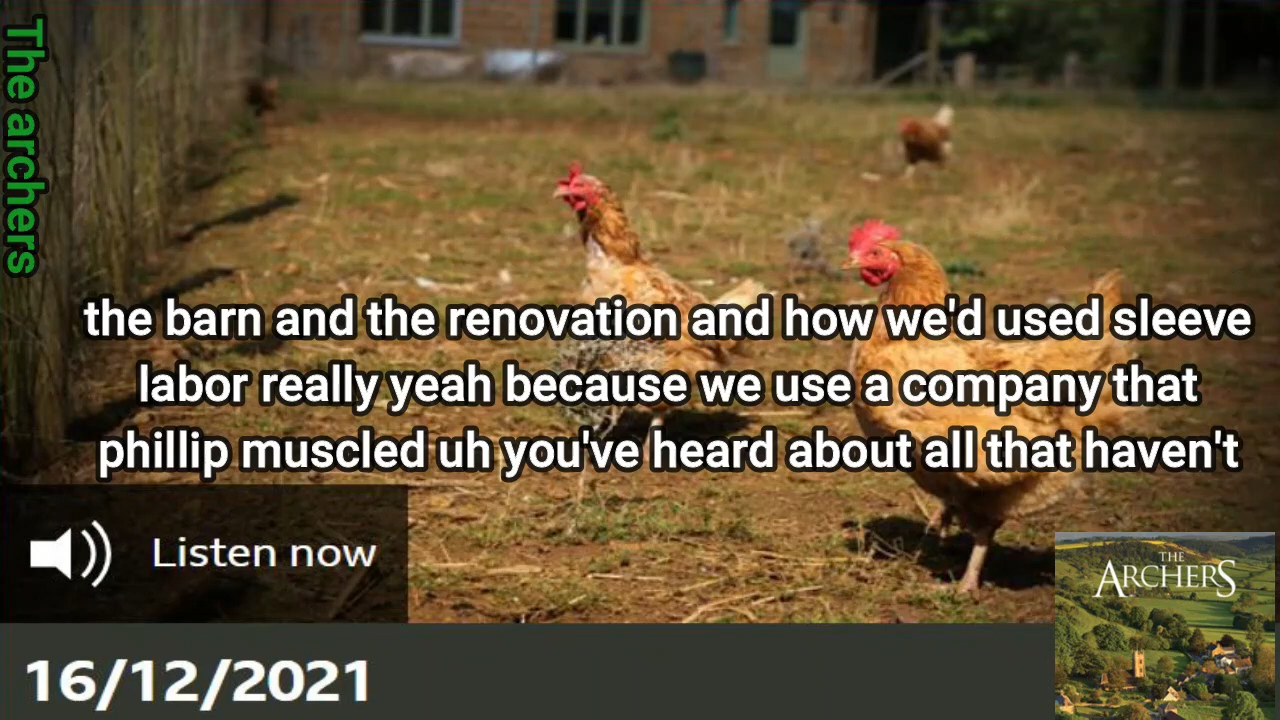 The archers
the barn and the renovation and how we'd used sleeve
labor really yeah because we use a company that
phillip muscled uh you've heard about all that haven't
Listen now
THE
ARCHERS
16/12/2021